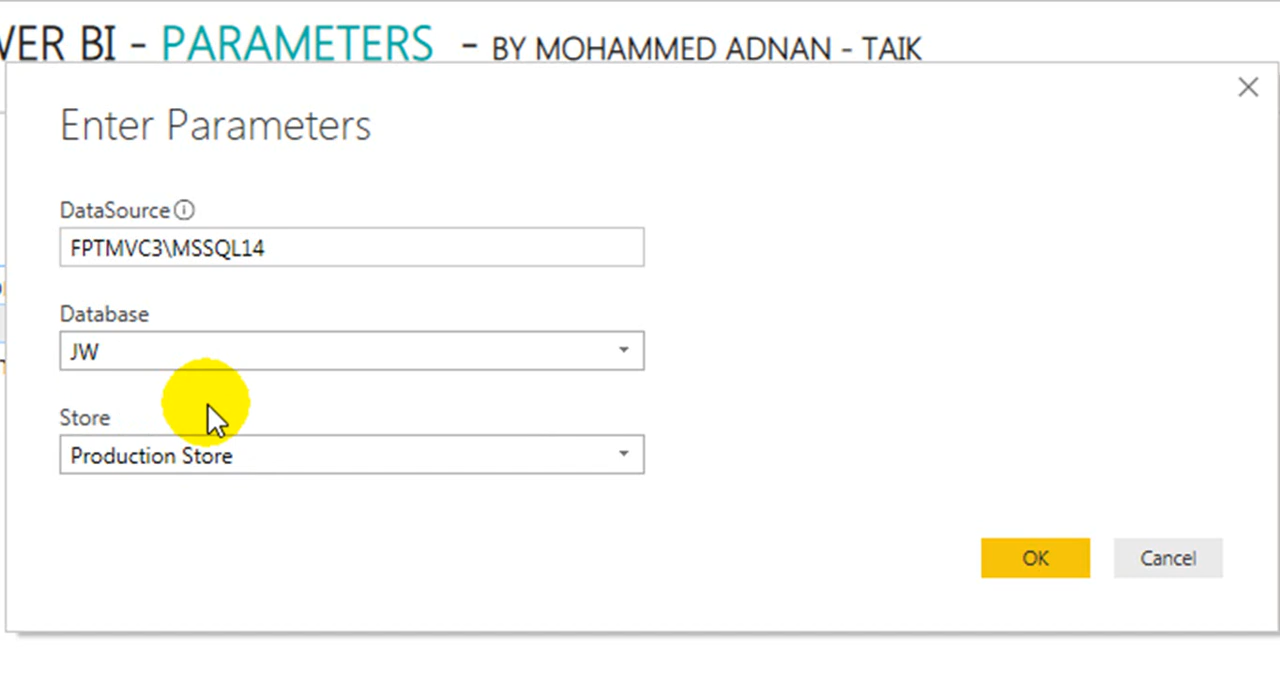 VER BI - PARAMETERS - BY MOHAMMED ADNAN - TAIK
Enter Parameters
DataSource
FPTMVC3\MSSQL14
Database
JW
Store
Production Store
OK
Cancel